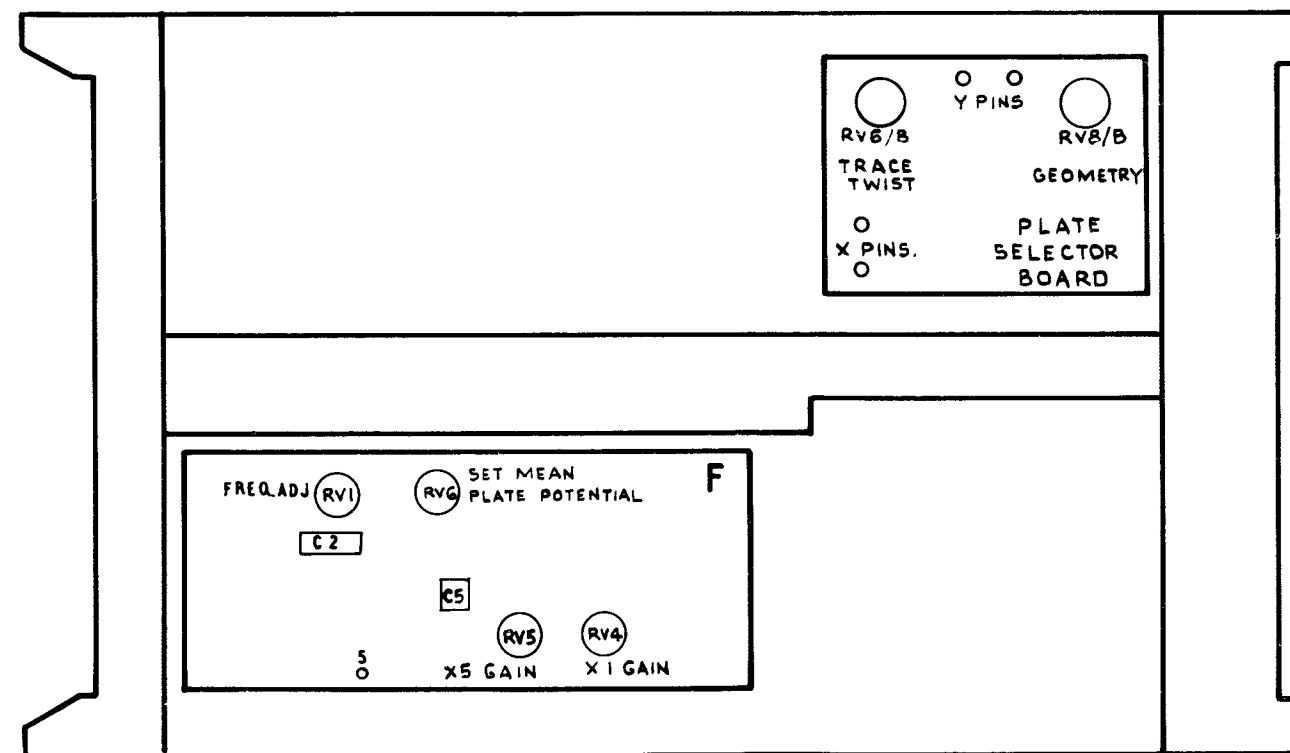 Y PINS
RV6/B
RV8/B
TRACE
TWIST
GEOMETRY
X PINS.
PLATE
SELECTOR
BOARD
F
FREQ.ADJ
RV1
RV6
SET MEAN
PLATE POTENTIAL
C2
C5
RV5
RV4
5
X5 GAIN
X1 GAIN